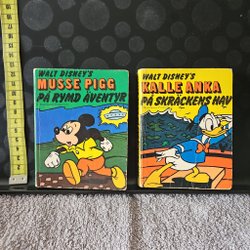 WALT DISNEY'S
MUSSE PIGG
PÅ RYMD ÄVENTYR
WALT DISNEY'S
KALLE ANKA
PÅ SKRÄCKENS HAV